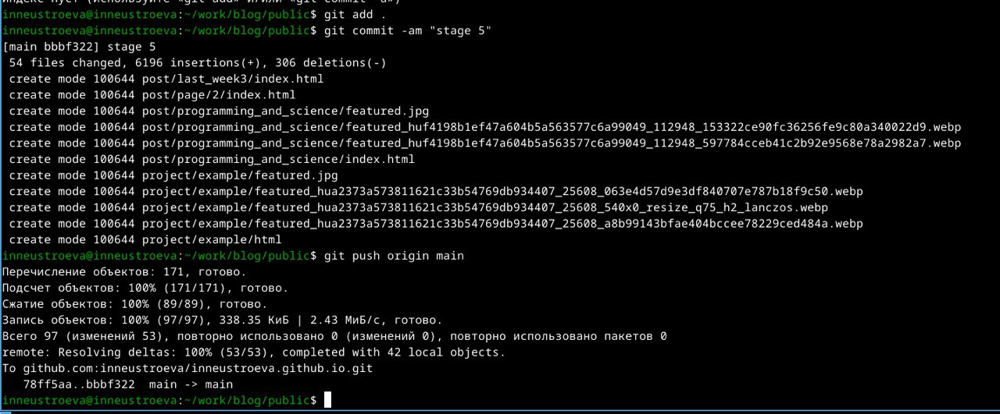 индекс пуст (используйте «git add» и/или «git commit -a»)
inneustroeva@inneustroeva:~/work/blog/public$ git add .
inneustroeva@inneustroeva:~/work/blog/public$ git commit -am "stage 5"
[main bbbf322] stage 5
 54 files changed, 6196 insertions(+), 306 deletions(-)
 create mode 100644 post/last_week3/index.html
 create mode 100644 post/page/2/index.html
 create mode 100644 post/programming_and_science/featured.jpg
 create mode 100644 post/programming_and_science/featured_huf4198b1ef47a604b5a563577c6a99049_112948_153322ce90fc36256fe9c80a340022d9.webp
 create mode 100644 post/programming_and_science/featured_huf4198b1ef47a604b5a563577c6a99049_112948_597784cceb41c2b92e9568e78a2982a7.webp
 create mode 100644 post/programming_and_science/index.html
 create mode 100644 project/example/featured.jpg
 create mode 100644 project/example/featured_hua2373a573811621c33b54769db934407_25608_063e4d57d9e3df840707e787b18f9c50.webp
 create mode 100644 project/example/featured_hua2373a573811621c33b54769db934407_25608_540x0_resize_q75_h2_lanczos.webp
 create mode 100644 project/example/featured_hua2373a573811621c33b54769db934407_25608_a8b99143bfae404bccee78229ced484a.webp
 create mode 100644 project/example/html
inneustroeva@inneustroeva:~/work/blog/public$ git push origin main
Перечисление объектов: 171, готово.
Подсчет объектов: 100% (171/171), готово.
Сжатие объектов: 100% (89/89), готово.
Запись объектов: 100% (97/97), 338.35 КиБ | 2.43 МиБ/с, готово.
Всего 97 (изменений 53), повторно использовано 0 (изменений 0), повторно использовано пакетов 0
remote: Resolving deltas: 100% (53/53), completed with 42 local objects.
To github.com:inneustroeva/inneustroeva.github.io.git
   78ff5aa..bbbf322  main -> main
inneustroeva@inneustroeva:~/work/blog/public$